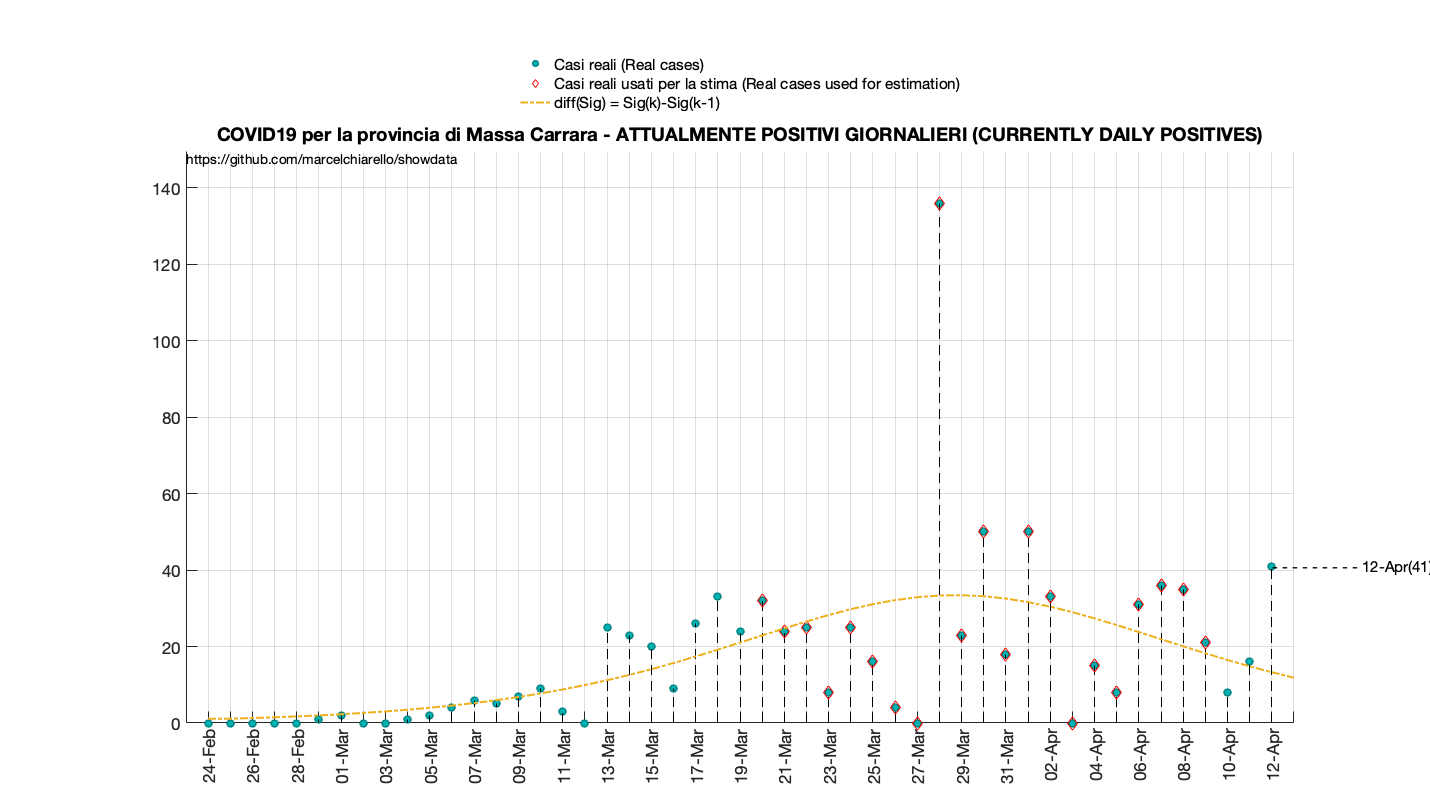 Casi reali (Real cases)
Casi reali usati per la stima (Real cases used for estimation)
diff(Sig) = Sig(k)-Sig(k-1)
COVID19 per la provincia di Massa Carrara - ATTUALMENTE POSITIVI GIORNALIERI (CURRENTLY DAILY POSITIVES)
https://github.com/marcelchiarello/showdata
140
120
100
80
60
40
20
0
12-Apr(41)
24-Feb
26-Feb
28-Feb
01-Mar
03-Mar
05-Mar
07-Mar
09-Mar
11-Mar
13-Mar
15-Mar
17-Mar
19-Mar
21-Mar
23-Mar
25-Mar
27-Mar
29-Mar
31-Mar
02-Apr
04-Apr
06-Apr
08-Apr
10-Apr
12-Apr